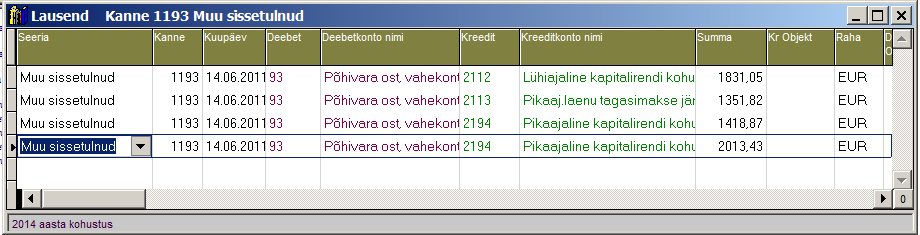 Lausend Kanne 1193 Muu sissetulnud
Seeria Kanne Kuupäev Deebet Deebetkonto nimi Kreedit Kreeditkonto nimi Summa Kr Objekt Raha D
O
Muu sissetulnud 1193 14.06.2011 93 Põhivara ost, vahekont 2112 Lühiajaline kapitalirendi kohu 1831,05 EUR
Muu sissetulnud 1193 14.06.2011 93 Põhivara ost, vahekont 2113 Pikaaj.laenu tagasimakse jär 1351,82 EUR
Muu sissetulnud 1193 14.06.2011 93 Põhivara ost, vahekont 2194 Pikaajaline kapitalirendi kohu 1418,87 EUR
Muu sissetulnud 1193 14.06.2011 93 Põhivara ost, vahekont 2194 Pikaajaline kapitalirendi kohu 2013,43 EUR
0
2014 aasta kohustus